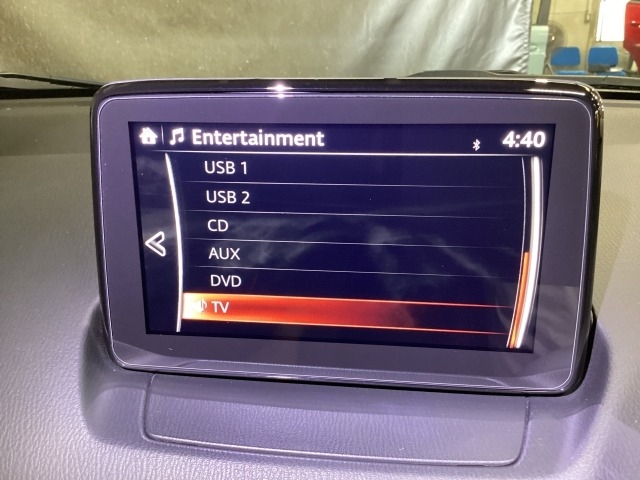 Entertainment 4:40
USB 1
USB 2
CD
AUX
DVD
TV